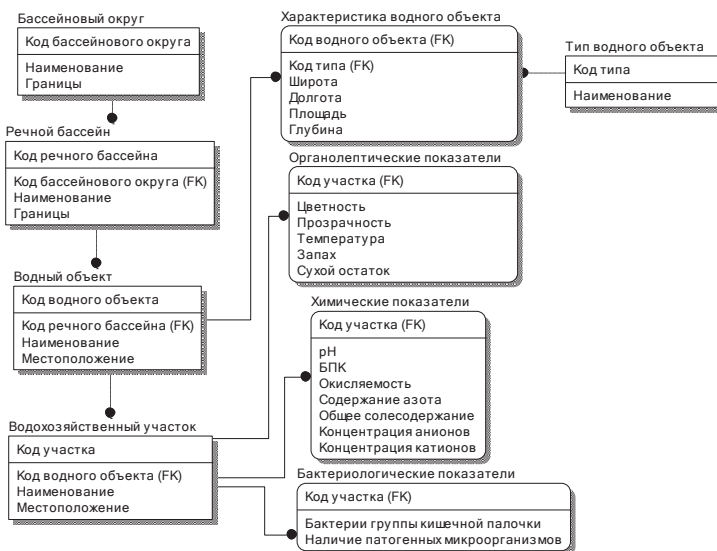 Бассейновый округ
Код бассейнового округа
Наименование
Границы
Речной бассейн
Код речного бассейна
Код бассейнового округа (FK)
Наименование
Границы
Водный объект
Код водного объекта
Код речного бассейна (FK)
Наименование
Местоположение
Водохозяйственный участок
Код участка
Код водного объекта (FK)
Наименование
Местоположение
Характеристика водного объекта
Код водного объекта (FK)
Код типа (FK)
Широта
Долгота
Площадь
Глубина
Тип водного объекта
Код типа
Наименование
Органолептические показатели
Код участка (FK)
Цветность
Прозрачность
Температура
Запах
Сухой остаток
Химические показатели
Код участка (FK)
pH
БПК
Окисляемость
Содержание азота
Общее солесодержание
Концентрация анионов
Концентрация катионов
Бактериологические показатели
Код участка (FK)
Бактерии группы кишечной палочки
Наличие патогенных микроорганизмов